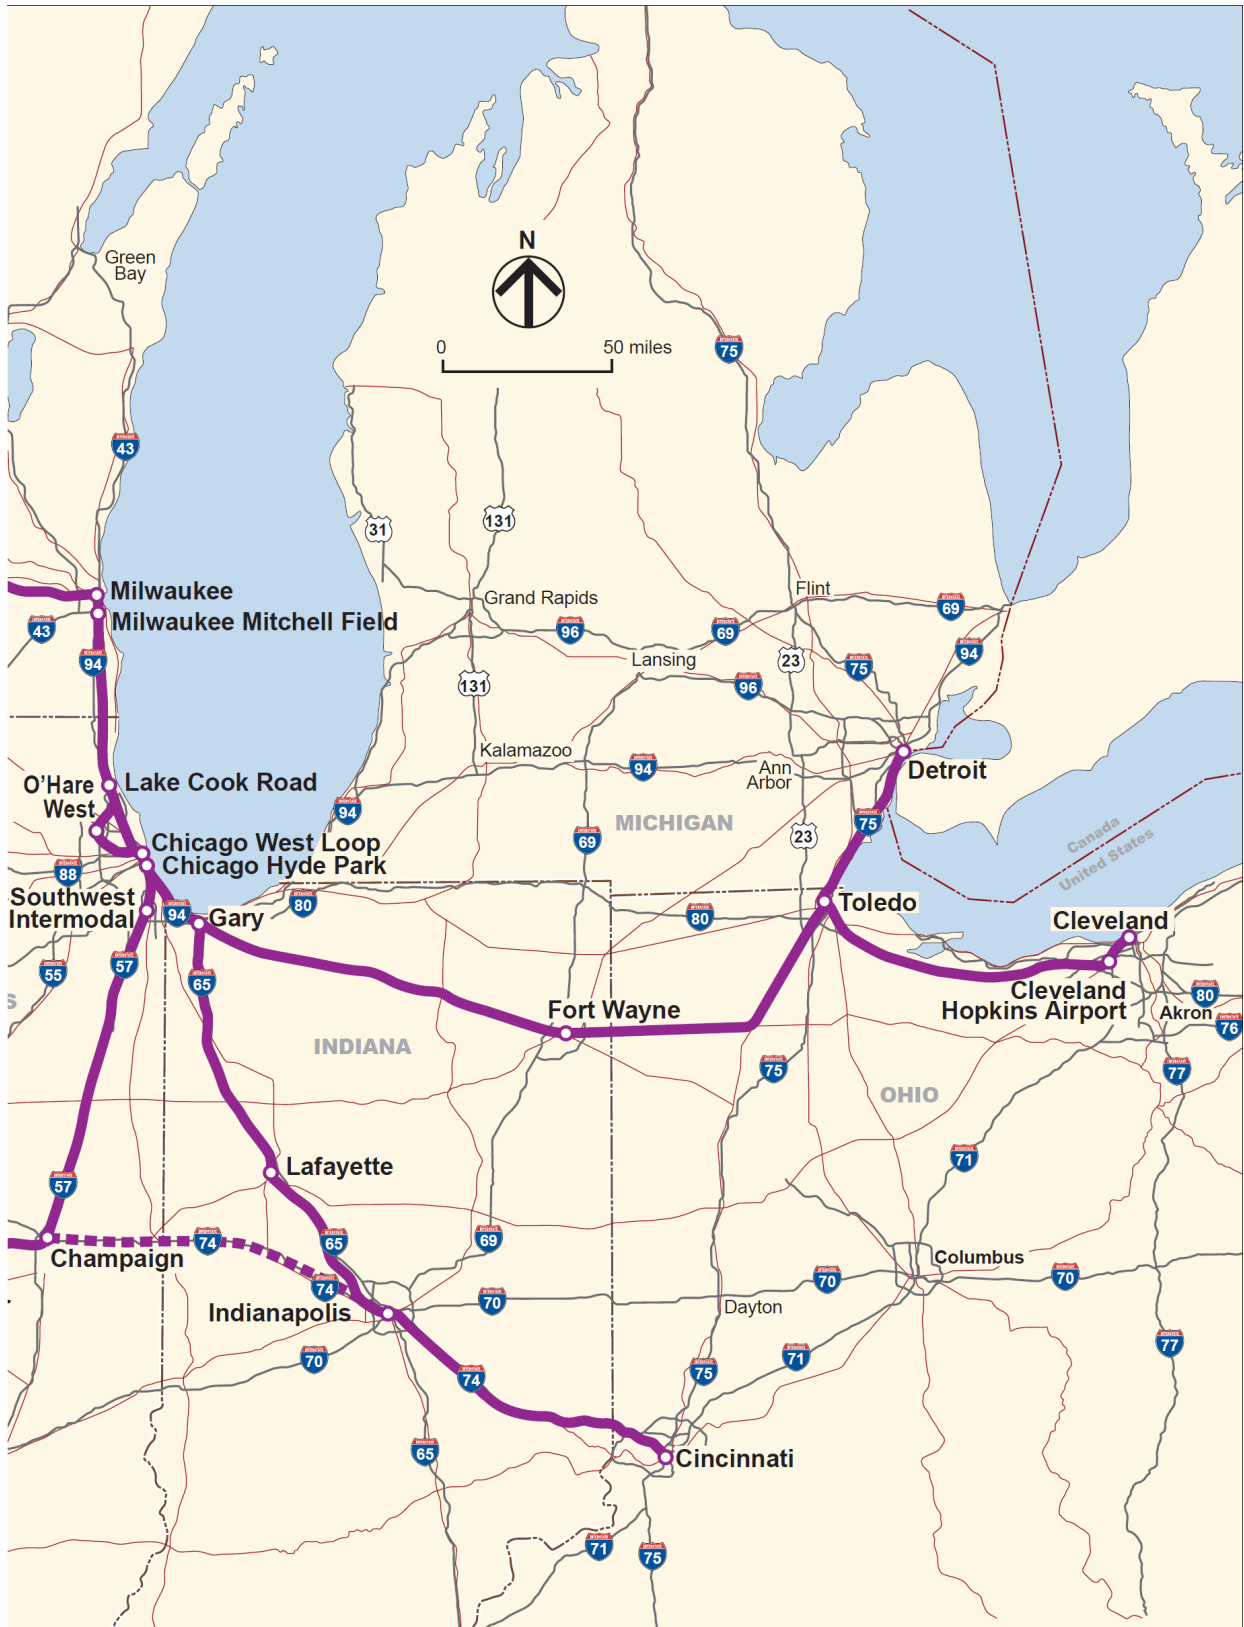 Green
Bay
N
0
50 miles
75
43
31
131
Milwaukee
Milwaukee Mitchell Field
43
94
Grand Rapids
96
69
Flint
69
Lansing
23
75
94
131
96
Kalamazoo
94
Ann
Arbor
Detroit
O'Hare
West
Lake Cook Road
94
MICHIGAN
75
Canada
United States
69
23
Chicago West Loop
Chicago Hyde Park
88
Southwest
Intermodal
94
Gary
80
80
Toledo
Cleveland
55
57
65
Cleveland
Hopkins Airport
80
Akron
76
S
Fort Wayne
INDIANA
75
77
OHIO
71
57
Lafayette
Champaign
74
65
69
74
Indianapolis
70
70
Columbus
70
Dayton
70
74
75
71
77
65
Cincinnati
71
75